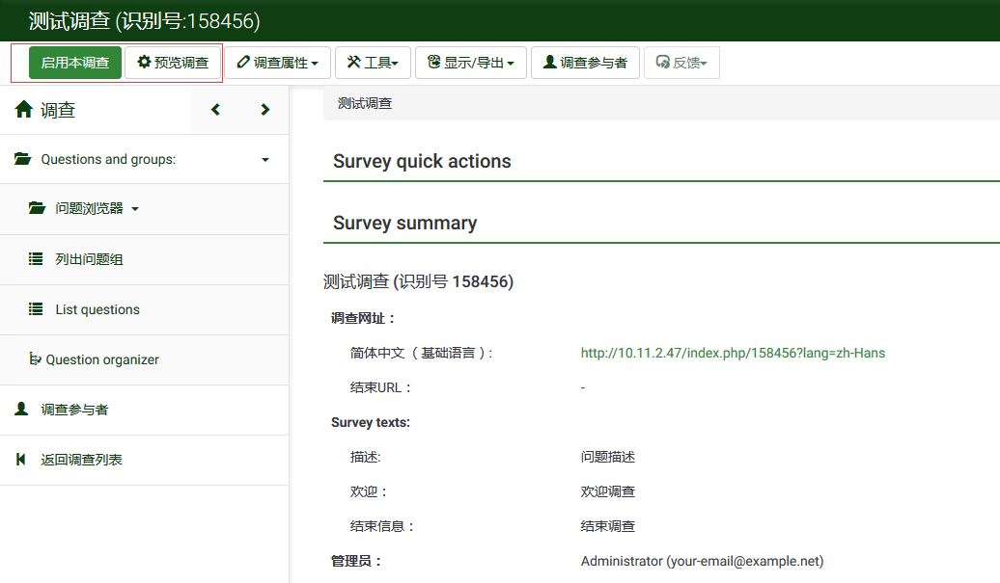 测试调查 (识别号:158456)
启用本调查 预览调查 调查属性 工具 显示/导出 调查参与者 反馈
调查
测试调查
Questions and groups:
Survey quick actions
问题浏览器
Survey summary
列出问题组
测试调查 (识别号 158456)
List questions
调查网址：
简体中文 （ 基础语言 ）: http://10.11.2.47/index.php/158456?lang=zh-Hans
Question organizer
结束URL： -
调查参与者
Survey texts:
返回调查列表
描述: 问题描述
欢迎： 欢迎调查
结束信息： 结束调查
管理员： Administrator (your-email@example.net)